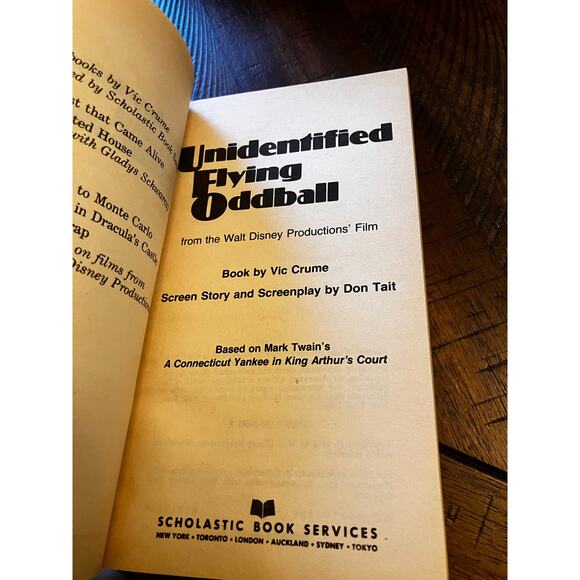 books by Vic Crume
ed by Scholastic Book
st that Came Alive
ted House
with Gladys
to Monte Carlo
in Dracula's Castle
rap
on films from
Disney Production
Unidentified
Flying
Oddball
from the Walt Disney Productions' Film
Book by Vic Crume
Screen Story and Screenplay by Don Tait
Based on Mark Twain's
A Connecticut Yankee in King Arthur's Court
SCHOLASTIC BOOK SERVICES
NEW YORK • TORONTO • LONDON • AUCKLAND • SYDNEY • TOKYO